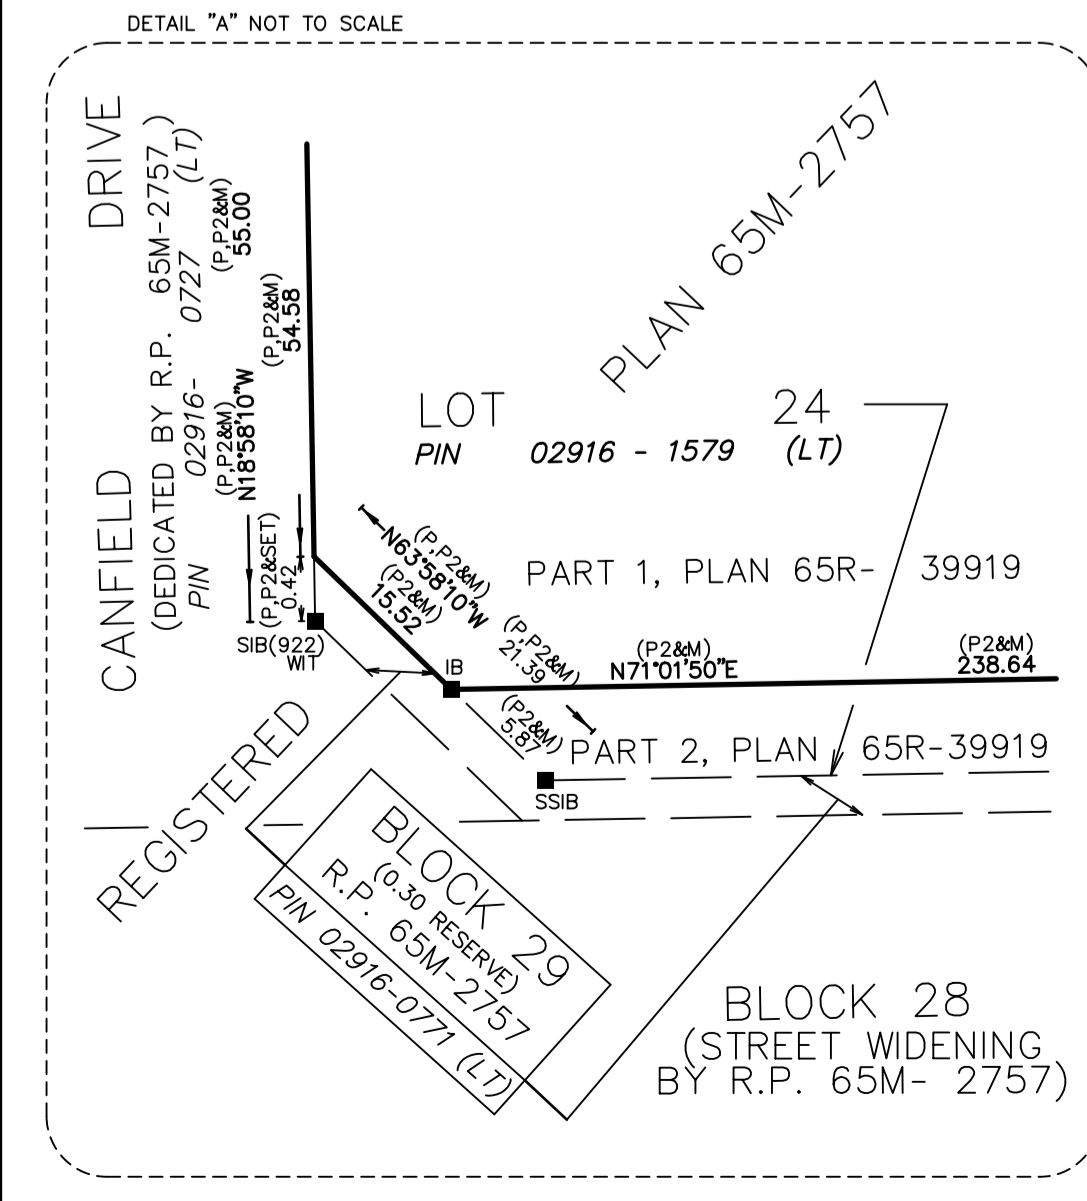 DETAIL "A" NOT TO SCALE
CANFIELD DRIVE
(DEDICATED BY R.P. 65M-2757 )
PIN 02916- 0727 (LT)
(P,P2&M)
55.00
(P,P2&M)
54.58
(P,P2&M)
N18°58'10"W
(P,P2&SET)
0.42
SIB(922)
WIT
REGISTERED PLAN 65M-2757
LOT 24
PIN 02916 - 1579 (LT)
(P,P2&M)
N63°58'10"W
(P2&M)
15.52
PART 1, PLAN 65R- 39919
(P,P2&M)
21.39
IB
(P2&M)
N71°01'50"E
(P2&M)
238.64
(P2&M)
5.87
PART 2, PLAN 65R-39919
SSIB
BLOCK 29
(0.30 RESERVE)
R.P. 65M-2757
PIN 02916-0771 (LT)
BLOCK 28
(STREET WIDENING
BY R.P. 65M- 2757)